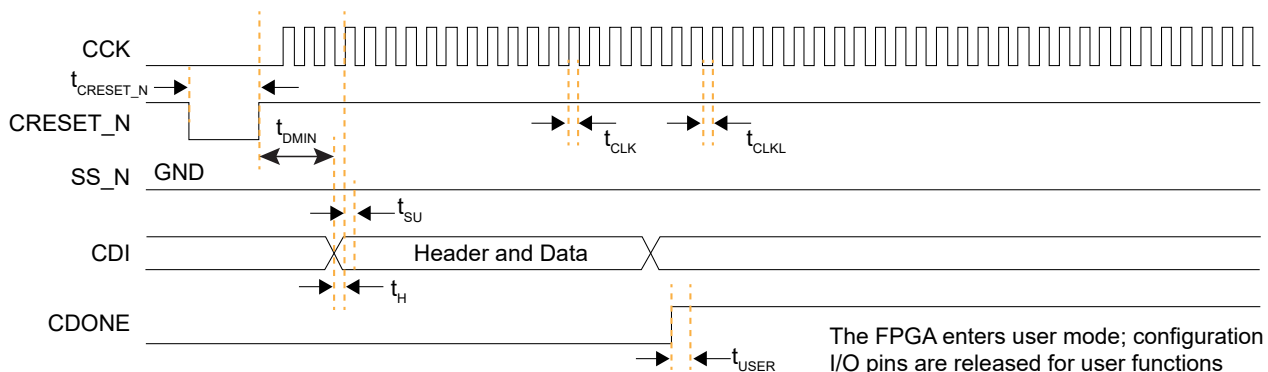 CCK
tCRESET_N
CRESET_N
tDMIN
tCLK
tCLKL
SS_N
GND
tSU
CDI
Header and Data
tH
CDONE
tUSER
The FPGA enters user mode; configuration
I/O pins are released for user functions